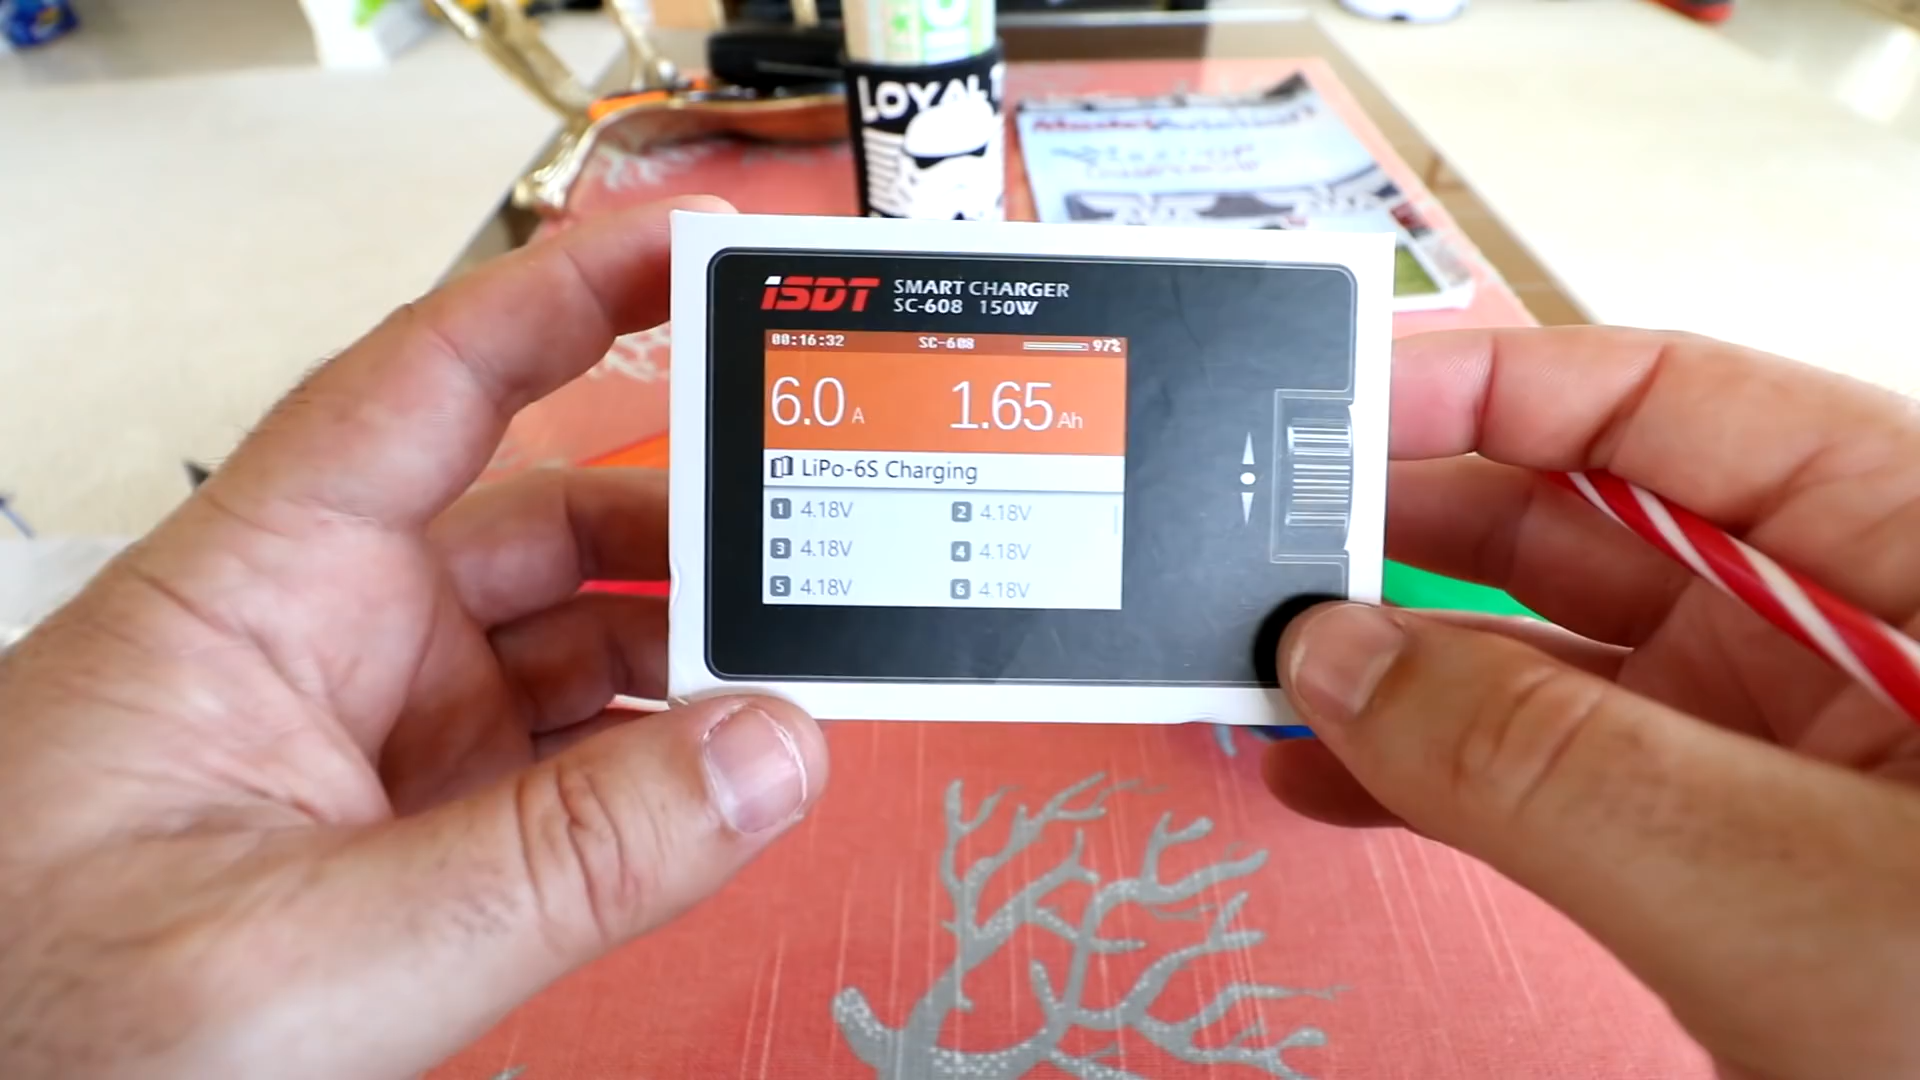 LOYAL
iSDT SMART CHARGER
SC-608 150W
00:16:32 SC-608 97%
6.0 A 1.65 Ah
LiPo-6S Charging
1 4.18V 2 4.18V
3 4.18V 4 4.18V
5 4.18V 6 4.18V